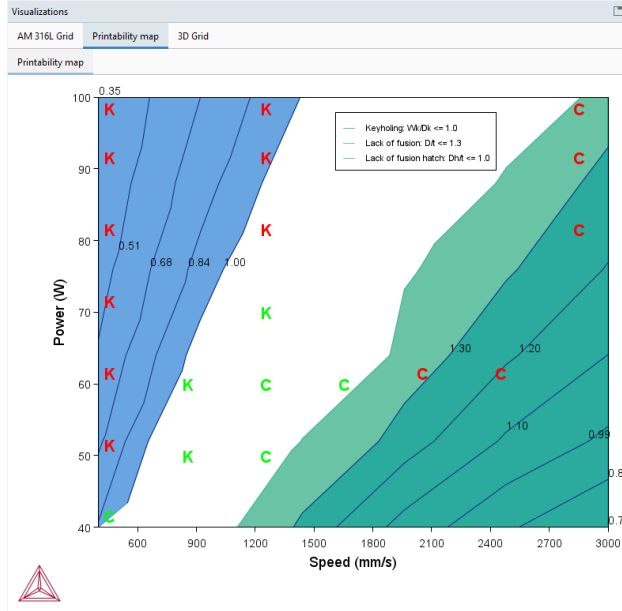 Visualizations
AM 316L Grid Printability map 3D Grid
Printability map
0.35
100
K K C
Keyholing: Wk/Dk <= 1.0
Lack of fusion: D/t <= 1.3
Lack of fusion hatch: Dh/t <= 1.0
90
K K C
80
K K C
0.51 0.68 0.84 1.00
70
K K
1.30 1.20
60
K K C C C C
50
K K C
1.10 0.99
0.8
40
C
0.7
600 900 1200 1500 1800 2100 2400 2700 3000
Power (W)
Speed (mm/s)